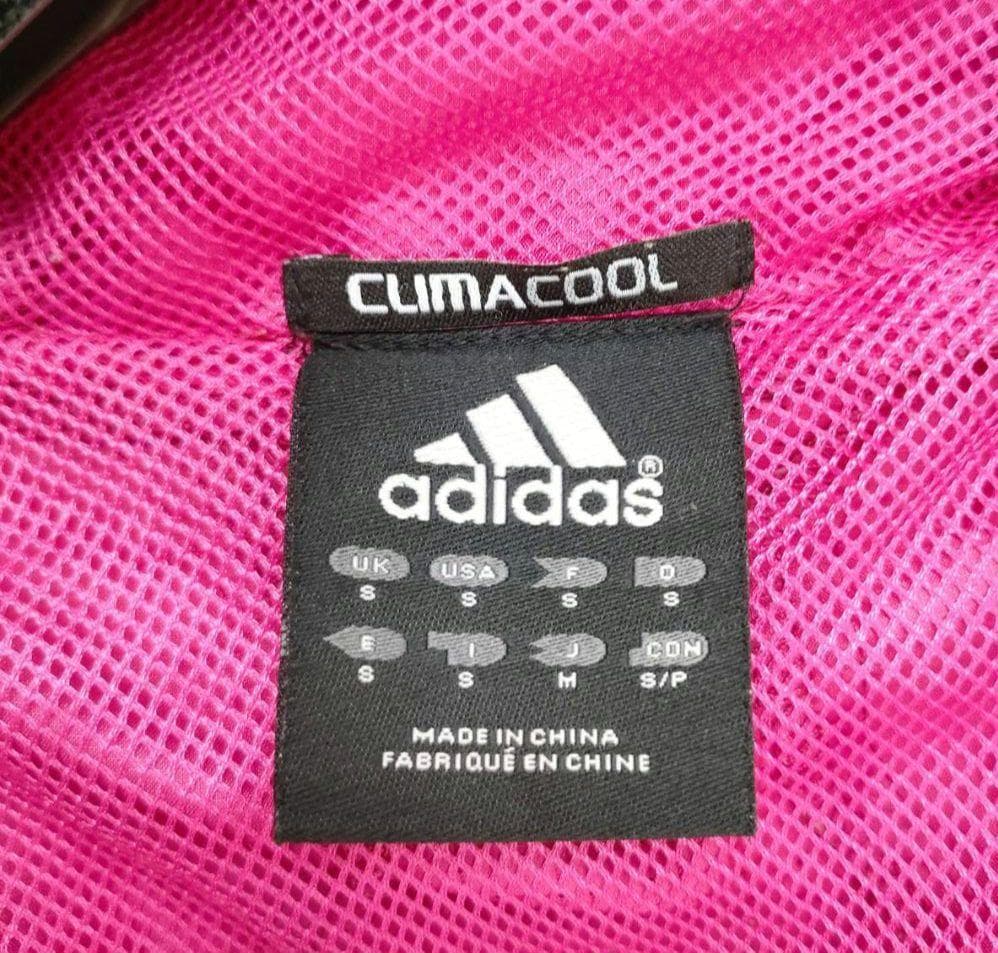 CLIMACOOL
adidas®
UK USA F D
S S S S
E I J CDN
S S M S/P
MADE IN CHINA
FABRIQUÉ EN CHINE